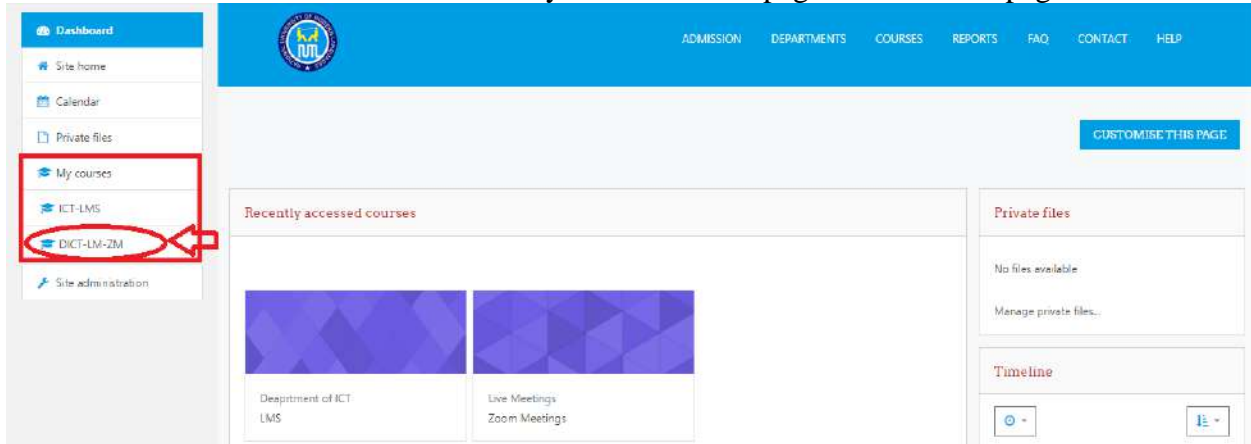 Dashboard
Site home
Calendar
Private files
My courses
ICT-LMS
DICT-LM-ZM
Site administration
ADMISSION DEPARTMENTS COURSES REPORTS FAQ CONTACT HELP
CUSTOMISE THIS PAGE
Recently accessed courses
Deaprtment of ICT
LMS
Live Meetings
Zoom Meetings
Private files
No files available
Manage private files...
Timeline